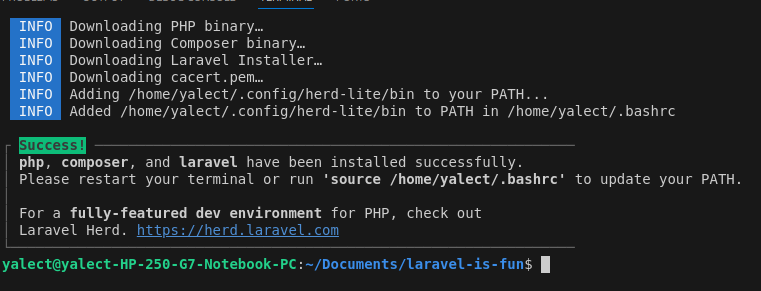 INFO Downloading PHP binary…
INFO Downloading Composer binary…
INFO Downloading Laravel Installer…
INFO Downloading cacert.pem…
INFO Adding /home/yalect/.config/herd-lite/bin to your PATH...
INFO Added /home/yalect/.config/herd-lite/bin to PATH in /home/yalect/.bashrc
Success!
php, composer, and laravel have been installed successfully.
Please restart your terminal or run 'source /home/yalect/.bashrc' to update your PATH.
For a fully-featured dev environment for PHP, check out
Laravel Herd. https://herd.laravel.com
yalect@yalect-HP-250-G7-Notebook-PC:~/Documents/laravel-is-fun$